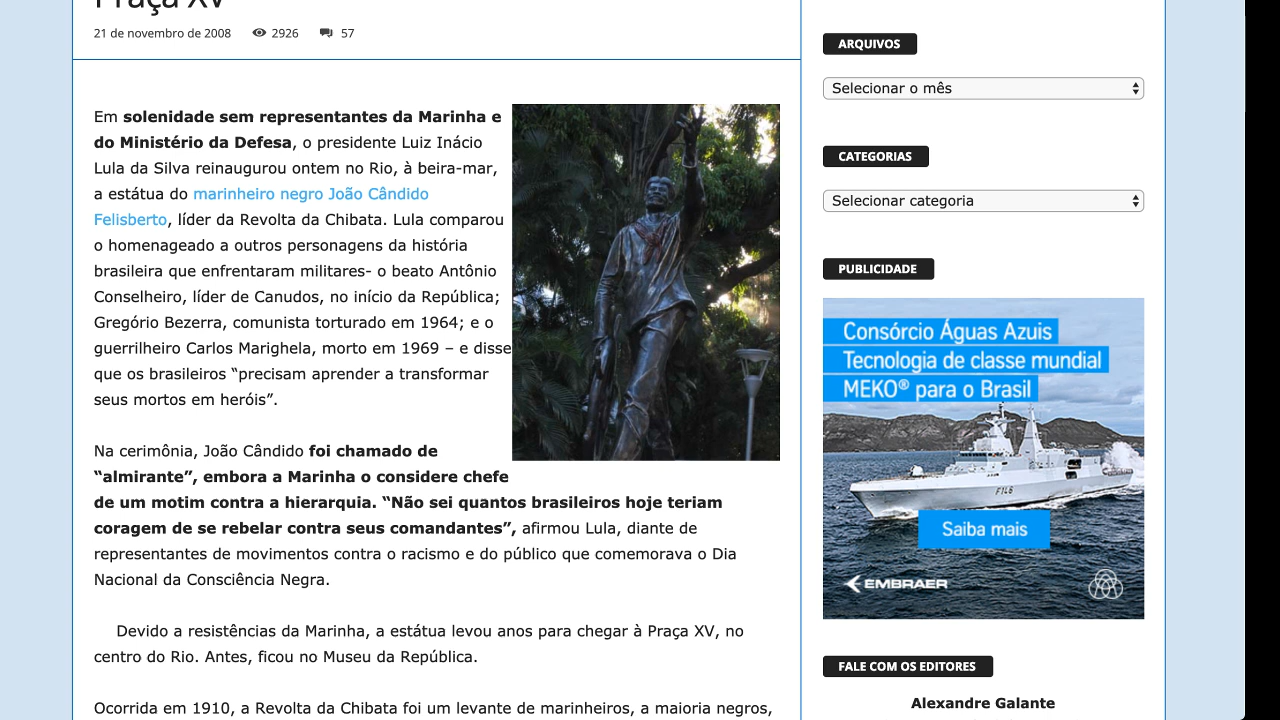 Praça XV
21 de novembro de 2008 2926 57
Em solenidade sem representantes da Marinha e
do Ministério da Defesa, o presidente Luiz Inácio
Lula da Silva reinaugurou ontem no Rio, à beira-mar,
a estátua do marinheiro negro João Cândido
Felisberto, líder da Revolta da Chibata. Lula comparou
o homenageado a outros personagens da história
brasileira que enfrentaram militares- o beato Antônio
Conselheiro, líder de Canudos, no início da República;
Gregório Bezerra, comunista torturado em 1964; e o
guerrilheiro Carlos Marighela, morto em 1969 – e disse
que os brasileiros “precisam aprender a transformar
seus mortos em heróis”.
Na cerimônia, João Cândido foi chamado de
“almirante”, embora a Marinha o considere chefe
de um motim contra a hierarquia. “Não sei quantos brasileiros hoje teriam
coragem de se rebelar contra seus comandantes”, afirmou Lula, diante de
representantes de movimentos contra o racismo e do público que comemorava o Dia
Nacional da Consciência Negra.
Devido a resistências da Marinha, a estátua levou anos para chegar à Praça XV, no
centro do Rio. Antes, ficou no Museu da República.
Ocorrida em 1910, a Revolta da Chibata foi um levante de marinheiros, a maioria negros,
ARQUIVOS
Selecionar o mês
CATEGORIAS
Selecionar categoria
PUBLICIDADE
Consórcio Águas Azuis
Tecnologia de classe mundial
MEKO® para o Brasil
Saiba mais
EMBRAER
FALE COM OS EDITORES
Alexandre Galante